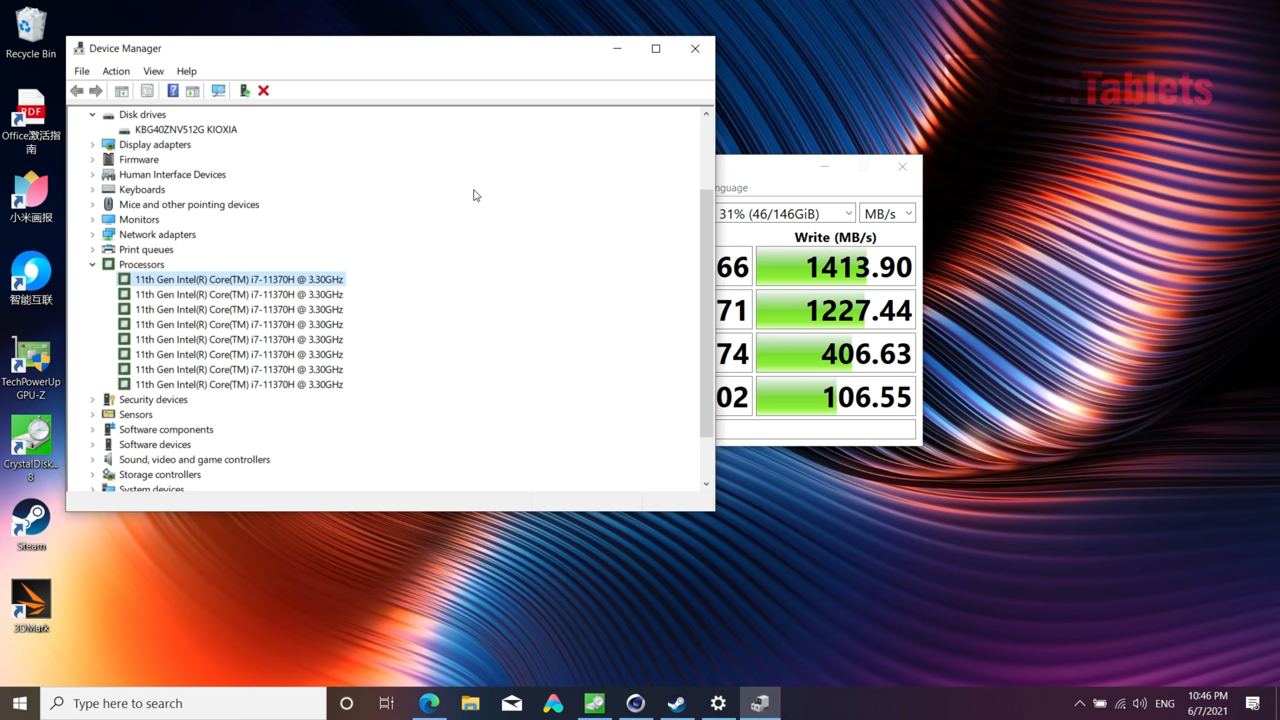 Recycle Bin
PDF
Office激活指
南
小米画报
智能互联
TechPowerUp
GPU-Z
CrystalDisk...
8
Steam
3DMark
Device Manager
File Action View Help
Disk drives
KBG40ZNV512G KIOXIA
Display adapters
Firmware
Human Interface Devices
Keyboards
Mice and other pointing devices
Monitors
Network adapters
Print queues
Processors
11th Gen Intel(R) Core(TM) i7-11370H @ 3.30GHz
11th Gen Intel(R) Core(TM) i7-11370H @ 3.30GHz
11th Gen Intel(R) Core(TM) i7-11370H @ 3.30GHz
11th Gen Intel(R) Core(TM) i7-11370H @ 3.30GHz
11th Gen Intel(R) Core(TM) i7-11370H @ 3.30GHz
11th Gen Intel(R) Core(TM) i7-11370H @ 3.30GHz
11th Gen Intel(R) Core(TM) i7-11370H @ 3.30GHz
11th Gen Intel(R) Core(TM) i7-11370H @ 3.30GHz
Security devices
Sensors
Software components
Software devices
Sound, video and game controllers
Storage controllers
System devices
nguage
31% (46/146GiB) MB/s
Write (MB/s)
66 1413.90
71 1227.44
74 406.63
02 106.55
Tablets
Type here to search
ENG
10:46 PM
6/7/2021